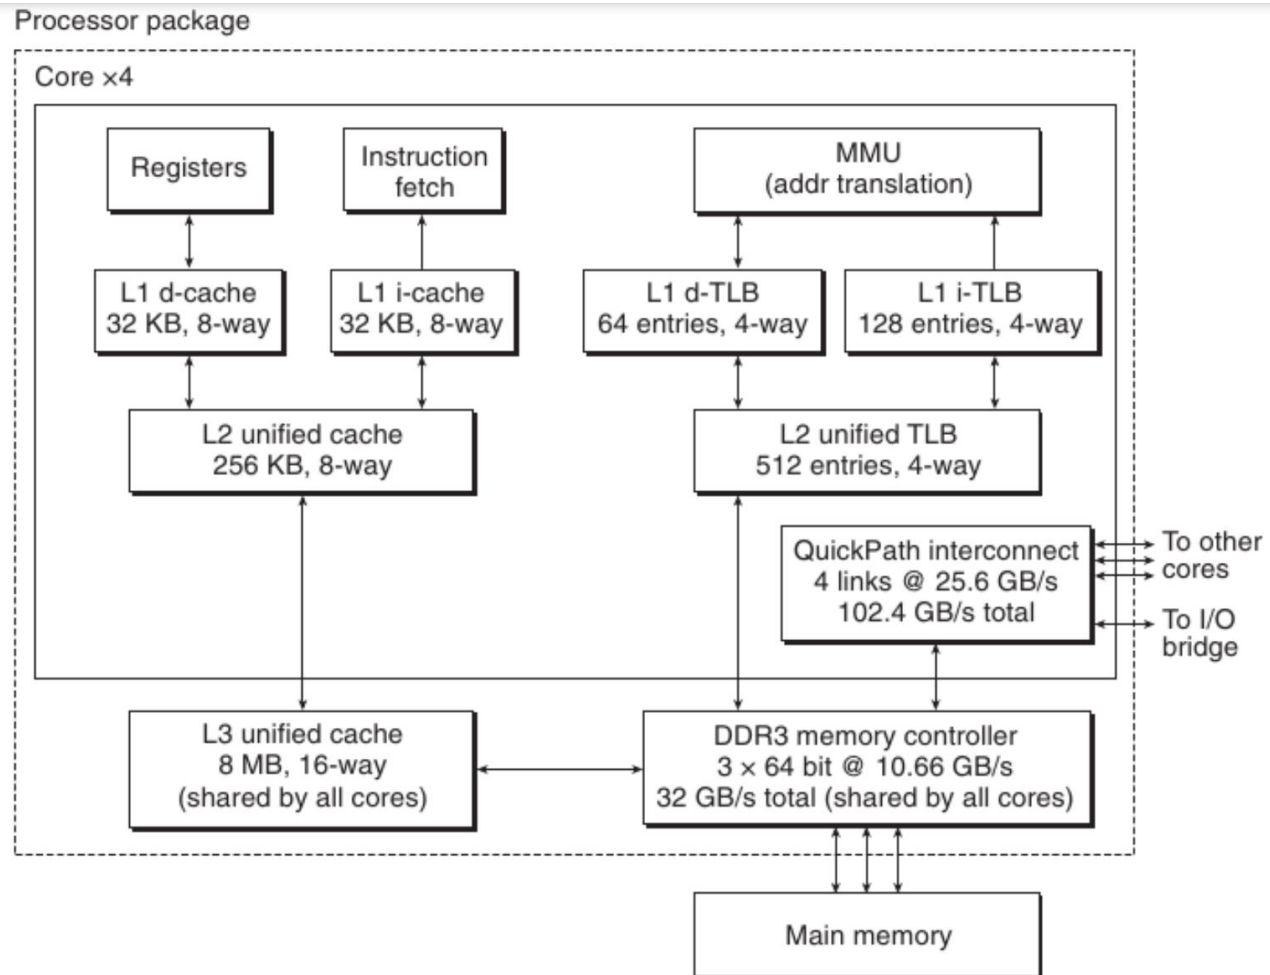 Processor package
Core ×4
Registers
Instruction
fetch
MMU
(addr translation)
L1 d-cache
32 KB, 8-way
L1 i-cache
32 KB, 8-way
L1 d-TLB
64 entries, 4-way
L1 i-TLB
128 entries, 4-way
L2 unified cache
256 KB, 8-way
L2 unified TLB
512 entries, 4-way
QuickPath interconnect
4 links @ 25.6 GB/s
102.4 GB/s total
To other
cores
To I/O
bridge
L3 unified cache
8 MB, 16-way
(shared by all cores)
DDR3 memory controller
3 × 64 bit @ 10.66 GB/s
32 GB/s total (shared by all cores)
Main memory